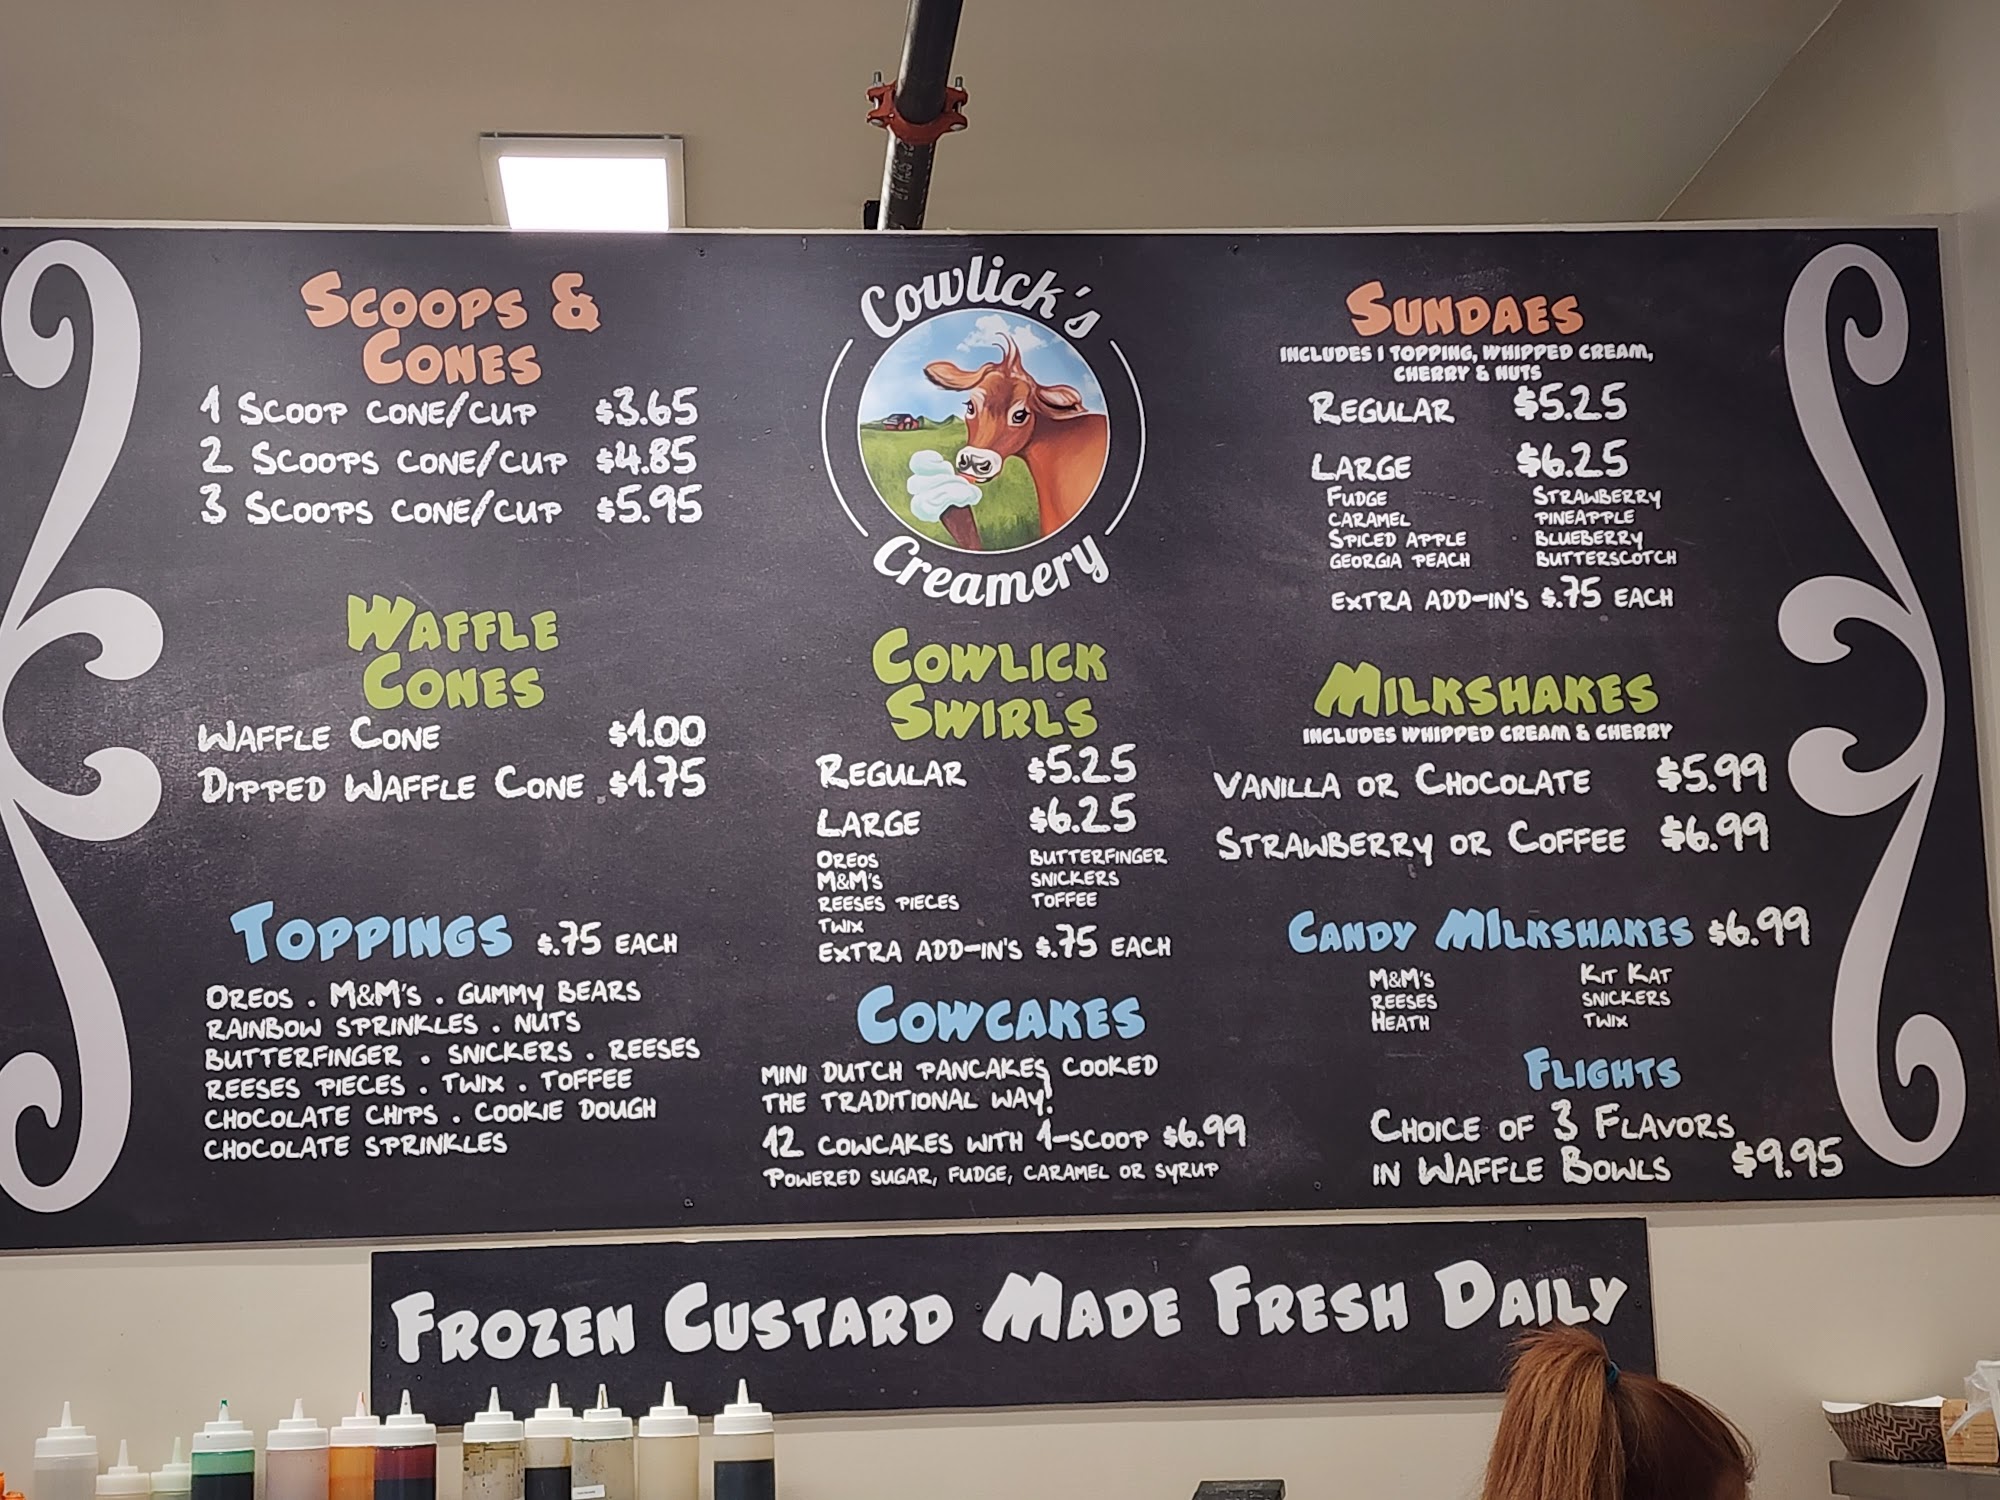 SCOOPS &
CONES
1 SCOOP CONE/CUP $3.65
2 SCOOPS CONE/CUP $4.85
3 SCOOPS CONE/CUP $5.95
WAFFLE
CONES
WAFFLE CONE $1.00
DIPPED WAFFLE CONE $1.75
TOPPINGS $.75 EACH
OREOS . M&M'S . GUMMY BEARS
RAINBOW SPRINKLES . NUTS
BUTTERFINGER . SNICKERS . REESES
REESES PIECES . TWIX . TOFFEE
CHOCOLATE CHIPS . COOKIE DOUGH
CHOCOLATE SPRINKLES
Cowlick's
Creamery
COWLICK
SWIRLS
REGULAR $5.25
LARGE $6.25
OREOS BUTTERFINGER
M&M'S SNICKERS
REESES PIECES TOFFEE
TWIX
EXTRA ADD-IN'S $.75 EACH
COWCAKES
MINI DUTCH PANCAKES COOKED
THE TRADITIONAL WAY!
12 COWCAKES WITH 1-SCOOP $6.99
POWERED SUGAR, FUDGE, CARAMEL OR SYRUP
SUNDAES
INCLUDES 1 TOPPING, WHIPPED CREAM,
CHERRY & NUTS
REGULAR $5.25
LARGE $6.25
FUDGE STRAWBERRY
CARAMEL PINEAPPLE
SPICED APPLE BLUEBERRY
GEORGIA PEACH BUTTERSCOTCH
EXTRA ADD-IN'S $.75 EACH
MILKSHAKES
INCLUDES WHIPPED CREAM & CHERRY
VANILLA OR CHOCOLATE $5.99
STRAWBERRY OR COFFEE $6.99
CANDY MILKSHAKES $6.99
M&M'S KIT KAT
REESES SNICKERS
HEATH TWIX
FLIGHTS
CHOICE OF 3 FLAVORS
IN WAFFLE BOWLS $9.95
FROZEN CUSTARD MADE FRESH DAILY